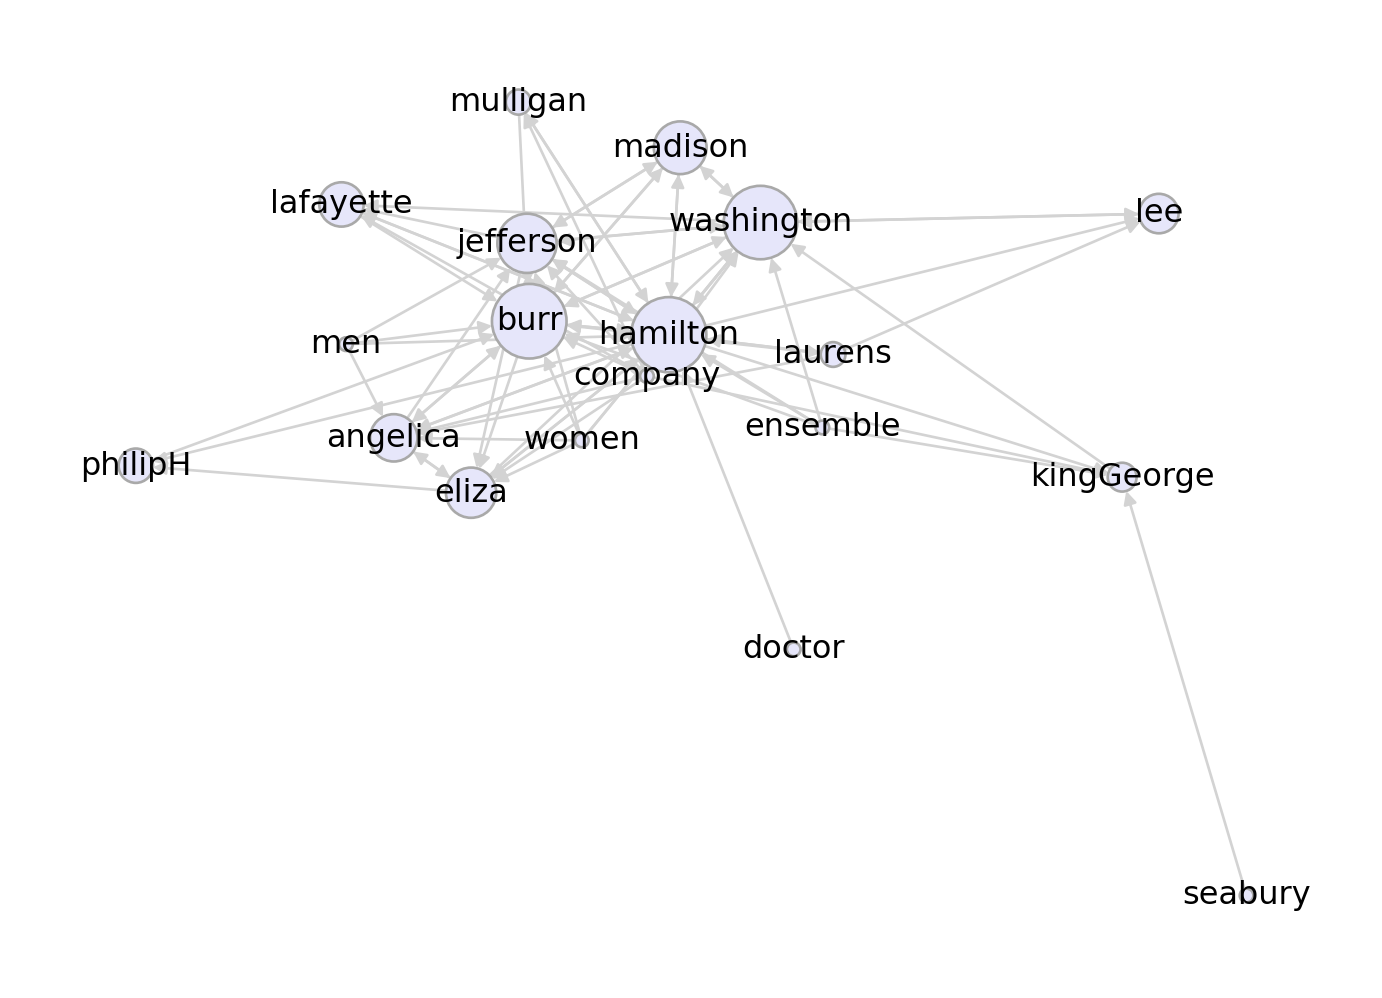 mulligan
madison
lafayette
washington
lee
jefferson
burr
hamilton
men
laurens
company
ensemble
angelica
women
philipH
kingGeorge
eliza
doctor
seabury